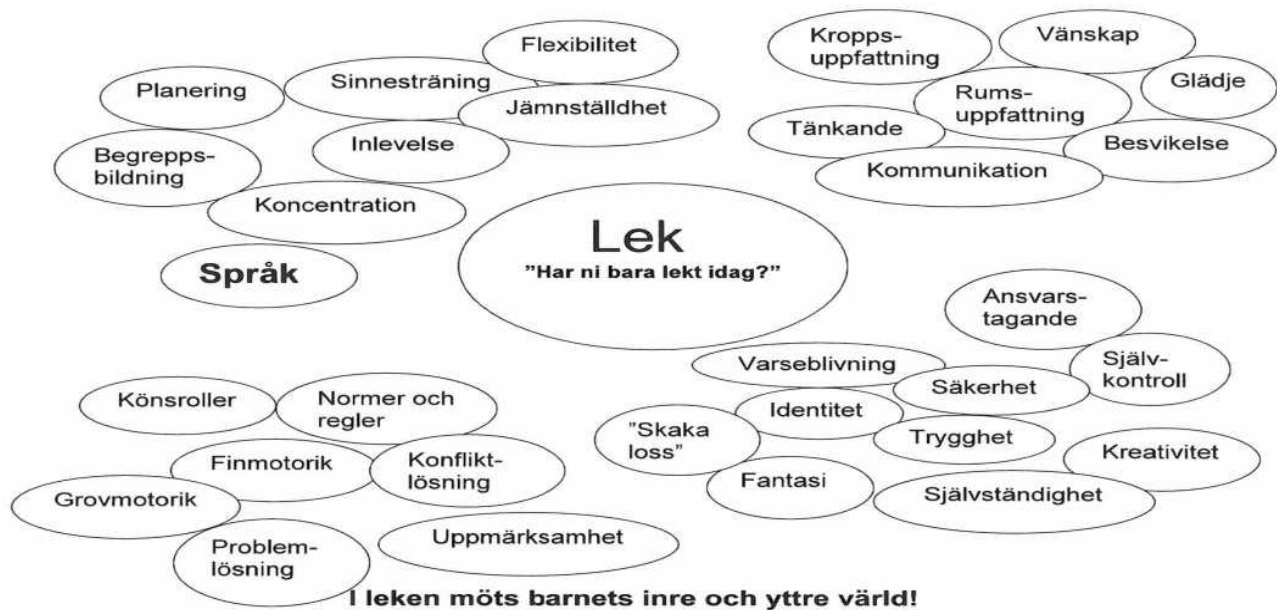 Flexibilitet
Sinnesträning
Planering
Jämnställdhet
Inlevelse
Begrepps-
bildning
Koncentration
Språk
Kropps-
uppfattning
Vänskap
Glädje
Rums-
uppfattning
Tänkande
Besvikelse
Kommunikation
Lek
”Har ni bara lekt idag?”
Ansvars-
tagande
Varseblivning
Själv-
kontroll
Säkerhet
Identitet
”Skaka
loss”
Trygghet
Kreativitet
Fantasi
Självständighet
Könsroller
Normer och
regler
Finmotorik
Konflikt-
lösning
Grovmotorik
Uppmärksamhet
Problem-
lösning
I leken möts barnets inre och yttre värld!